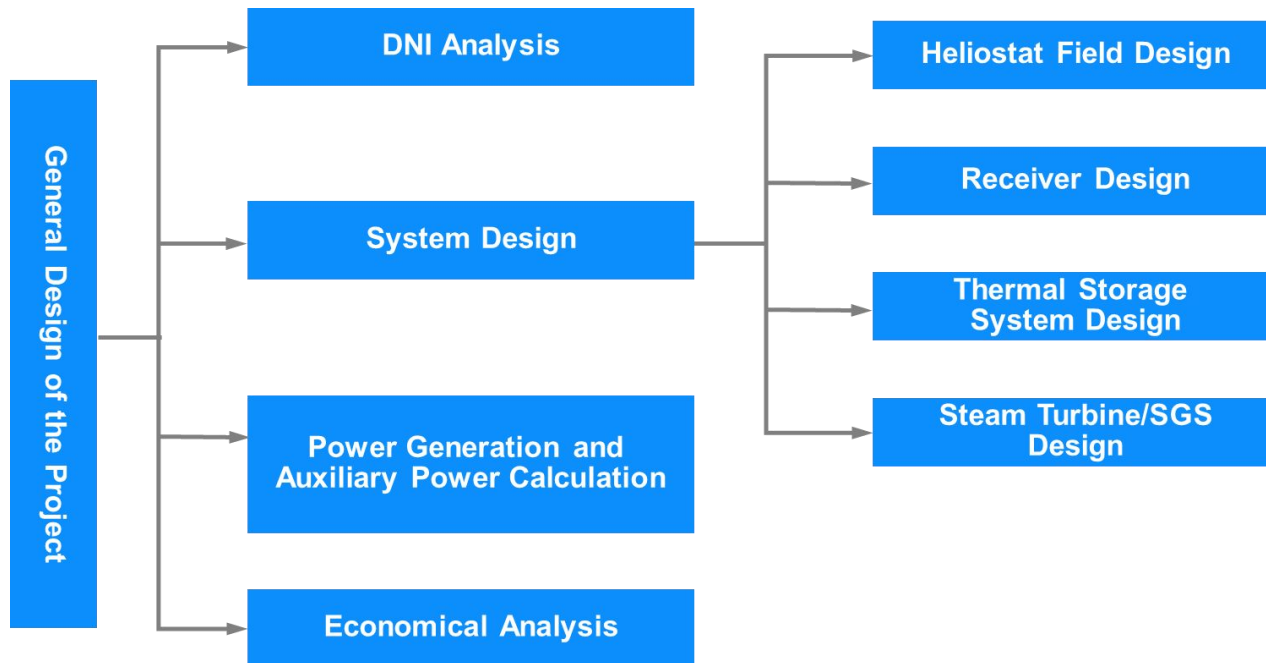 General Design of the Project
DNI Analysis
System Design
Power Generation and
Auxiliary Power Calculation
Economical Analysis
Heliostat Field Design
Receiver Design
Thermal Storage
System Design
Steam Turbine/SGS
Design